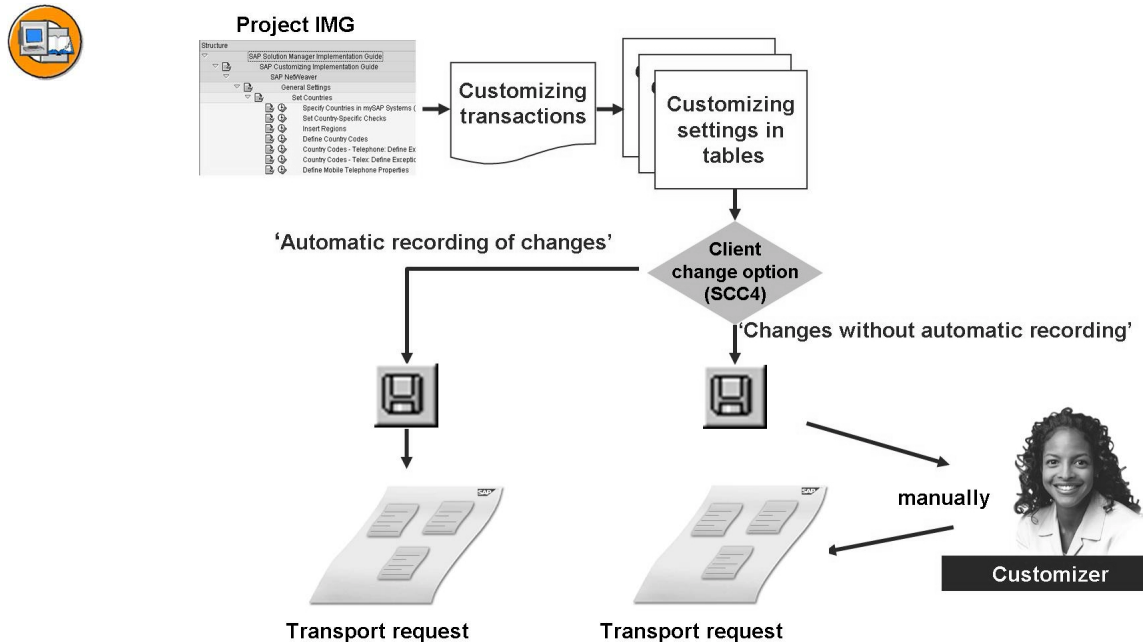 Project IMG
Structure
SAP Solution Manager Implementation Guide
SAP Customizing Implementation Guide
SAP NetWeaver
General Settings
Set Countries
Specify Countries in mySAP Systems (
Set Country-Specific Checks
Insert Regions
Define Country Codes
Country Codes - Telephone: Define Ex
Country Codes - Telex: Define Exceptic
Define Mobile Telephone Properties
Customizing
transactions
Customizing
settings in
tables
‘Automatic recording of changes’
Client
change option
(SCC4)
‘Changes without automatic recording’
SAP
SAP
manually
Customizer
Transport request
Transport request